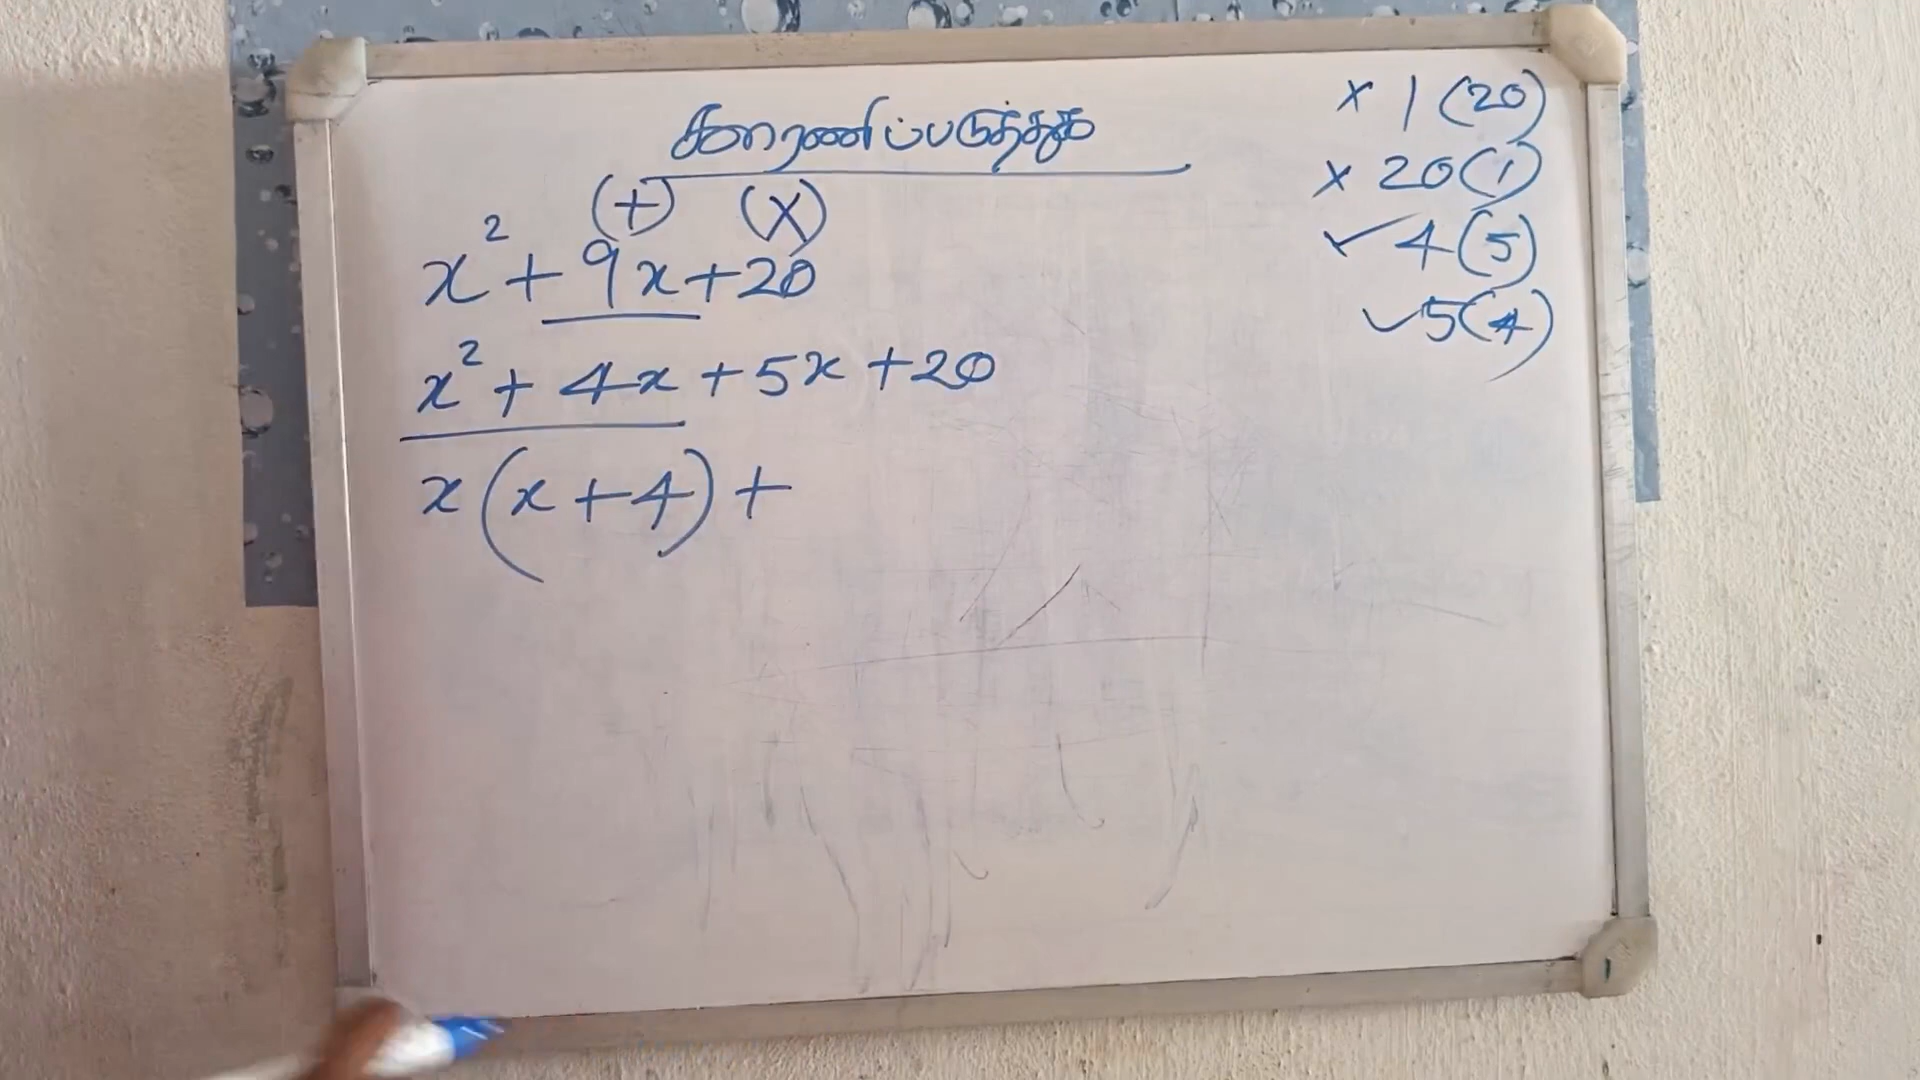 காரணிப்படுத்துக
(+) (×)
x² + 9x + 20
x² + 4x + 5x + 20
x(x + 4) +
× 1 (20)
× 20 (1)
✓ 4 (5)
✓ 5 (4)